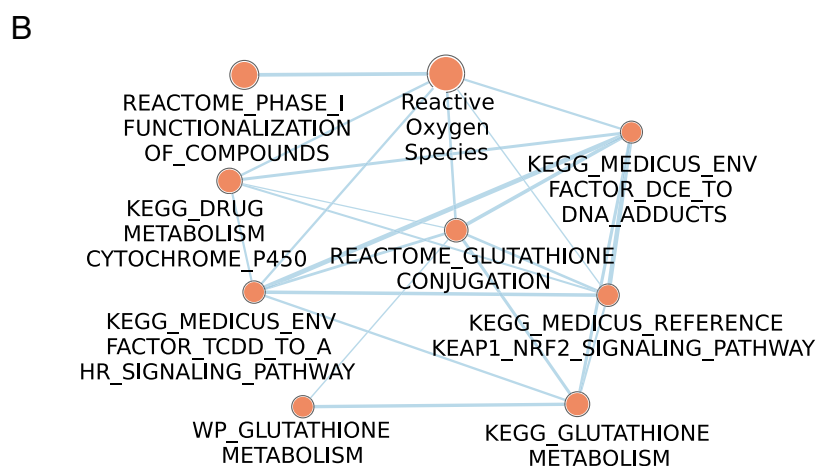 B
REACTOME_PHASE_I
FUNCTIONALIZATION
OF_COMPOUNDS
Reactive
Oxygen
Species
KEGG_MEDICUS_ENV
FACTOR_DCE_TO
DNA_ADDUCTS
KEGG_DRUG
METABOLISM
CYTOCHROME_P450
REACTOME_GLUTATHIONE
CONJUGATION
KEGG_MEDICUS_ENV
FACTOR_TCDD_TO_A
HR_SIGNALING_PATHWAY
KEGG_MEDICUS_REFERENCE
KEAP1_NRF2_SIGNALING_PATHWAY
WP_GLUTATHIONE
METABOLISM
KEGG_GLUTATHIONE
METABOLISM